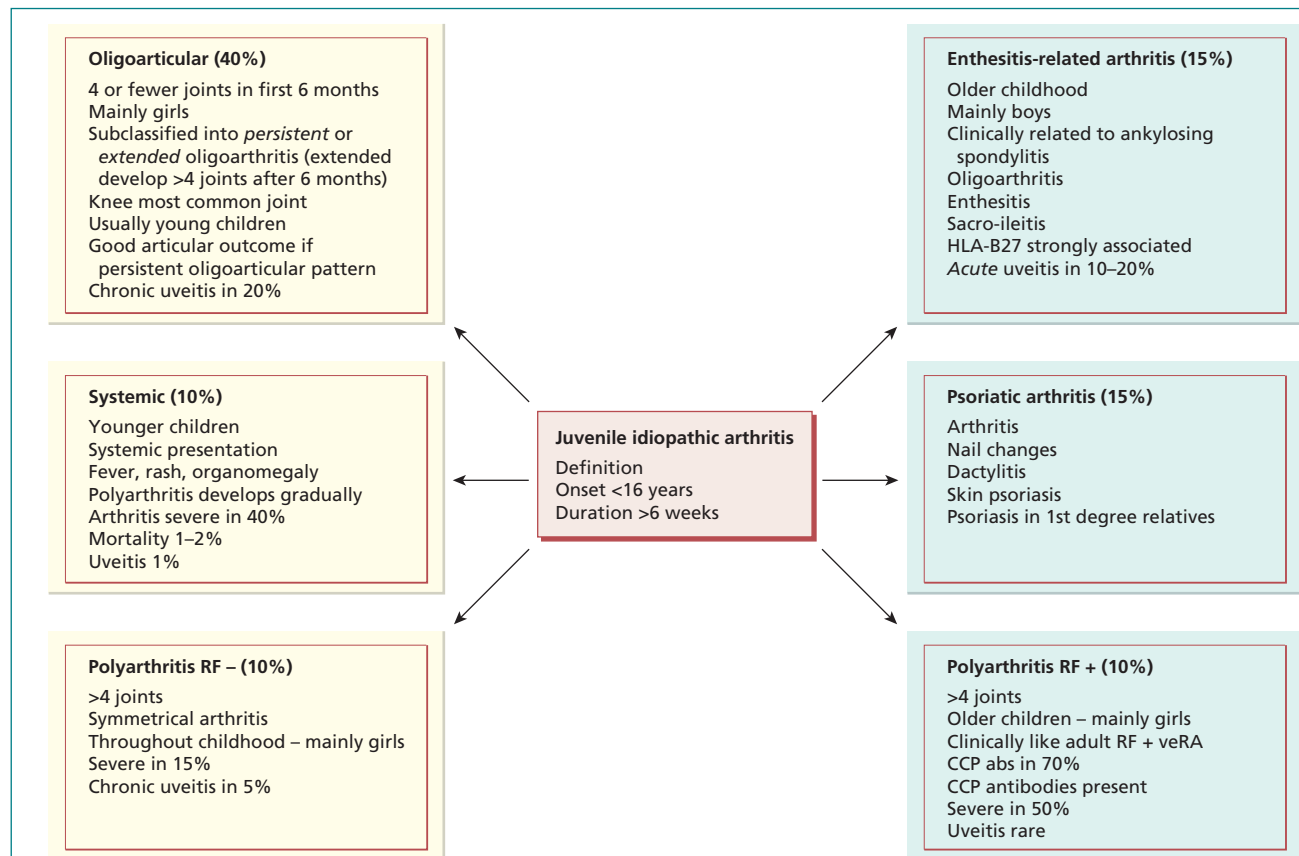 Oligoarticular (40%)
4 or fewer joints in first 6 months
Mainly girls
Subclassified into persistent or
extended oligoarthritis (extended
develop >4 joints after 6 months)
Knee most common joint
Usually young children
Good articular outcome if
persistent oligoarticular pattern
Chronic uveitis in 20%
Enthesitis-related arthritis (15%)
Older childhood
Mainly boys
Clinically related to ankylosing
spondylitis
Oligoarthritis
Enthesitis
Sacro-ileitis
HLA-B27 strongly associated
Acute uveitis in 10–20%
Systemic (10%)
Younger children
Systemic presentation
Fever, rash, organomegaly
Polyarthritis develops gradually
Arthritis severe in 40%
Mortality 1–2%
Uveitis 1%
Juvenile idiopathic arthritis
Definition
Onset <16 years
Duration >6 weeks
Psoriatic arthritis (15%)
Arthritis
Nail changes
Dactylitis
Skin psoriasis
Psoriasis in 1st degree relatives
Polyarthritis RF – (10%)
>4 joints
Symmetrical arthritis
Throughout childhood – mainly girls
Severe in 15%
Chronic uveitis in 5%
Polyarthritis RF + (10%)
>4 joints
Older children – mainly girls
Clinically like adult RF + veRA
CCP abs in 70%
CCP antibodies present
Severe in 50%
Uveitis rare